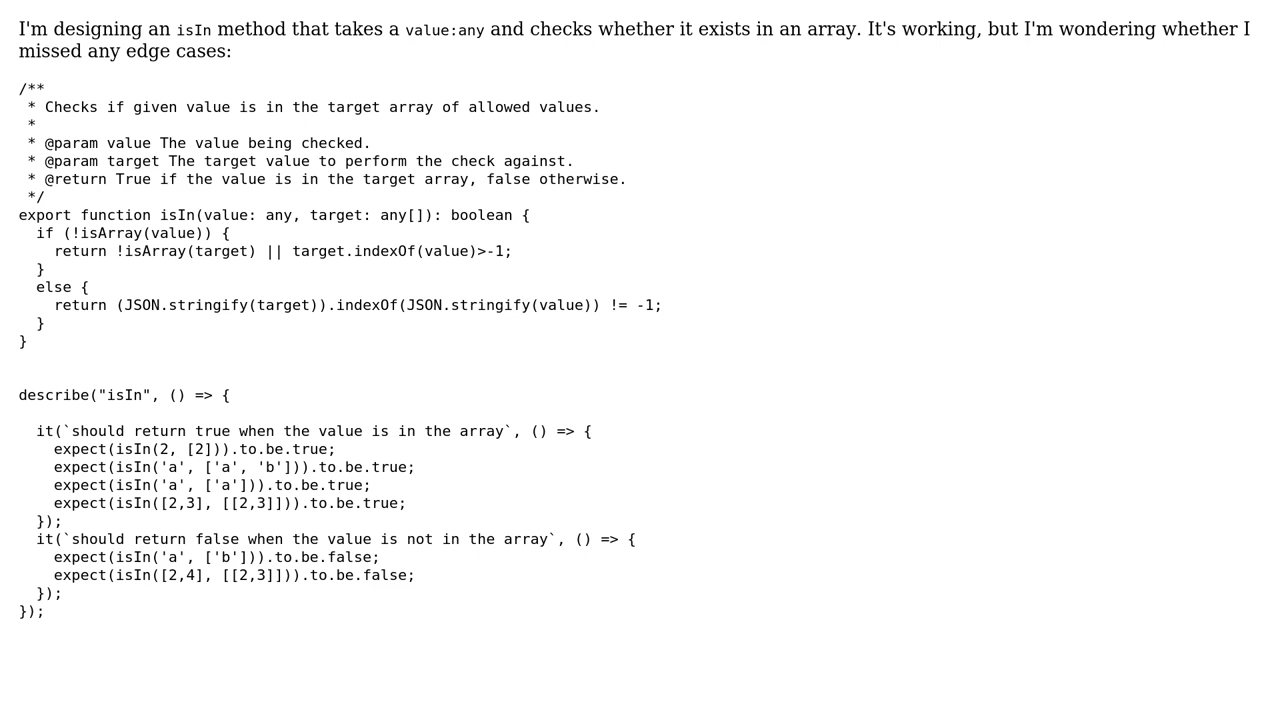 I'm designing an isIn method that takes a value:any and checks whether it exists in an array. It's working, but I'm wondering whether I
missed any edge cases:
/**
 * Checks if given value is in the target array of allowed values.
 *
 * @param value The value being checked.
 * @param target The target value to perform the check against.
 * @return True if the value is in the target array, false otherwise.
 */
export function isIn(value: any, target: any[]): boolean {
  if (!isArray(value)) {
    return !isArray(target) || target.indexOf(value)>-1;
  }
  else {
    return (JSON.stringify(target)).indexOf(JSON.stringify(value)) != -1;
  }
}
describe("isIn", () => {
  it(`should return true when the value is in the array`, () => {
    expect(isIn(2, [2])).to.be.true;
    expect(isIn('a', ['a', 'b'])).to.be.true;
    expect(isIn('a', ['a'])).to.be.true;
    expect(isIn([2,3], [[2,3]])).to.be.true;
  });
  it(`should return false when the value is not in the array`, () => {
    expect(isIn('a', ['b'])).to.be.false;
    expect(isIn([2,4], [[2,3]])).to.be.false;
  });
});